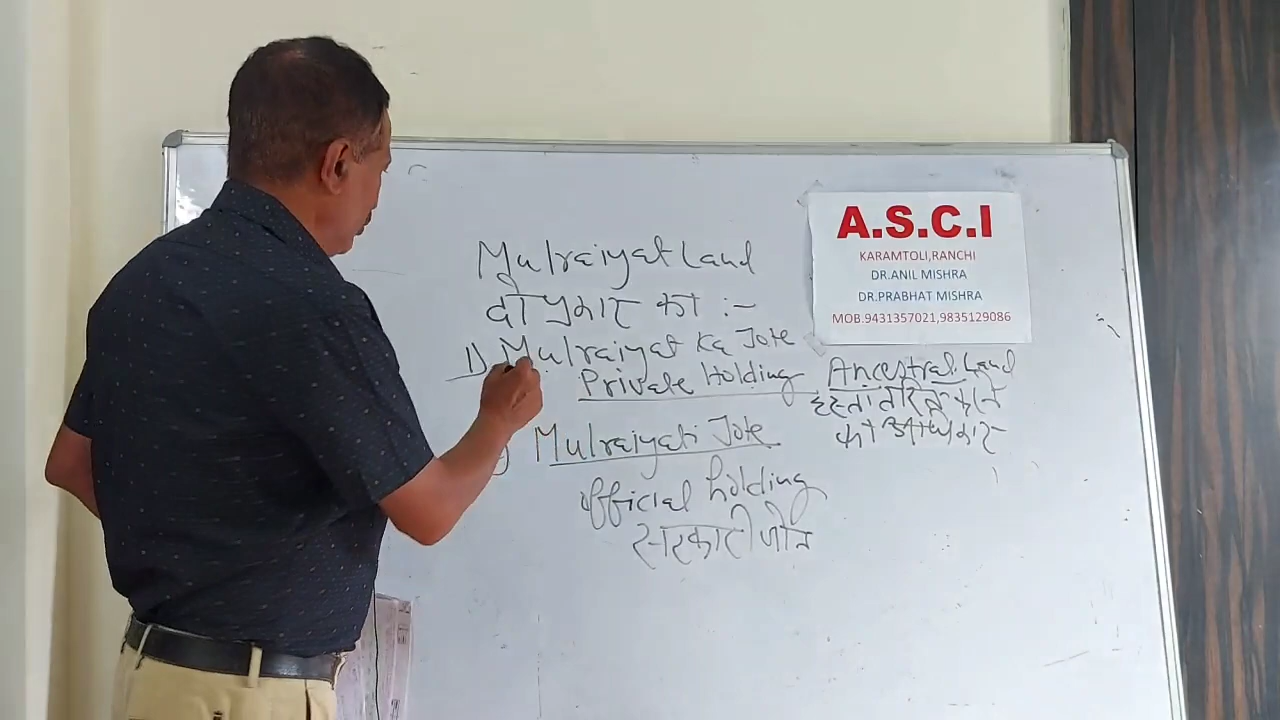 Mulraiyat Land
दो प्रकार का :-
1) Mulraiyat Ka Jote
Private Holding
Mulraiyati Jote
official holding
सरकारी जोत
A.S.C.I
KARAMTOLI,RANCHI
DR.ANIL MISHRA
DR.PRABHAT MISHRA
MOB.9431357021,9835129086
Ancestral Land
हस्तांतरित करने
का अधिकार